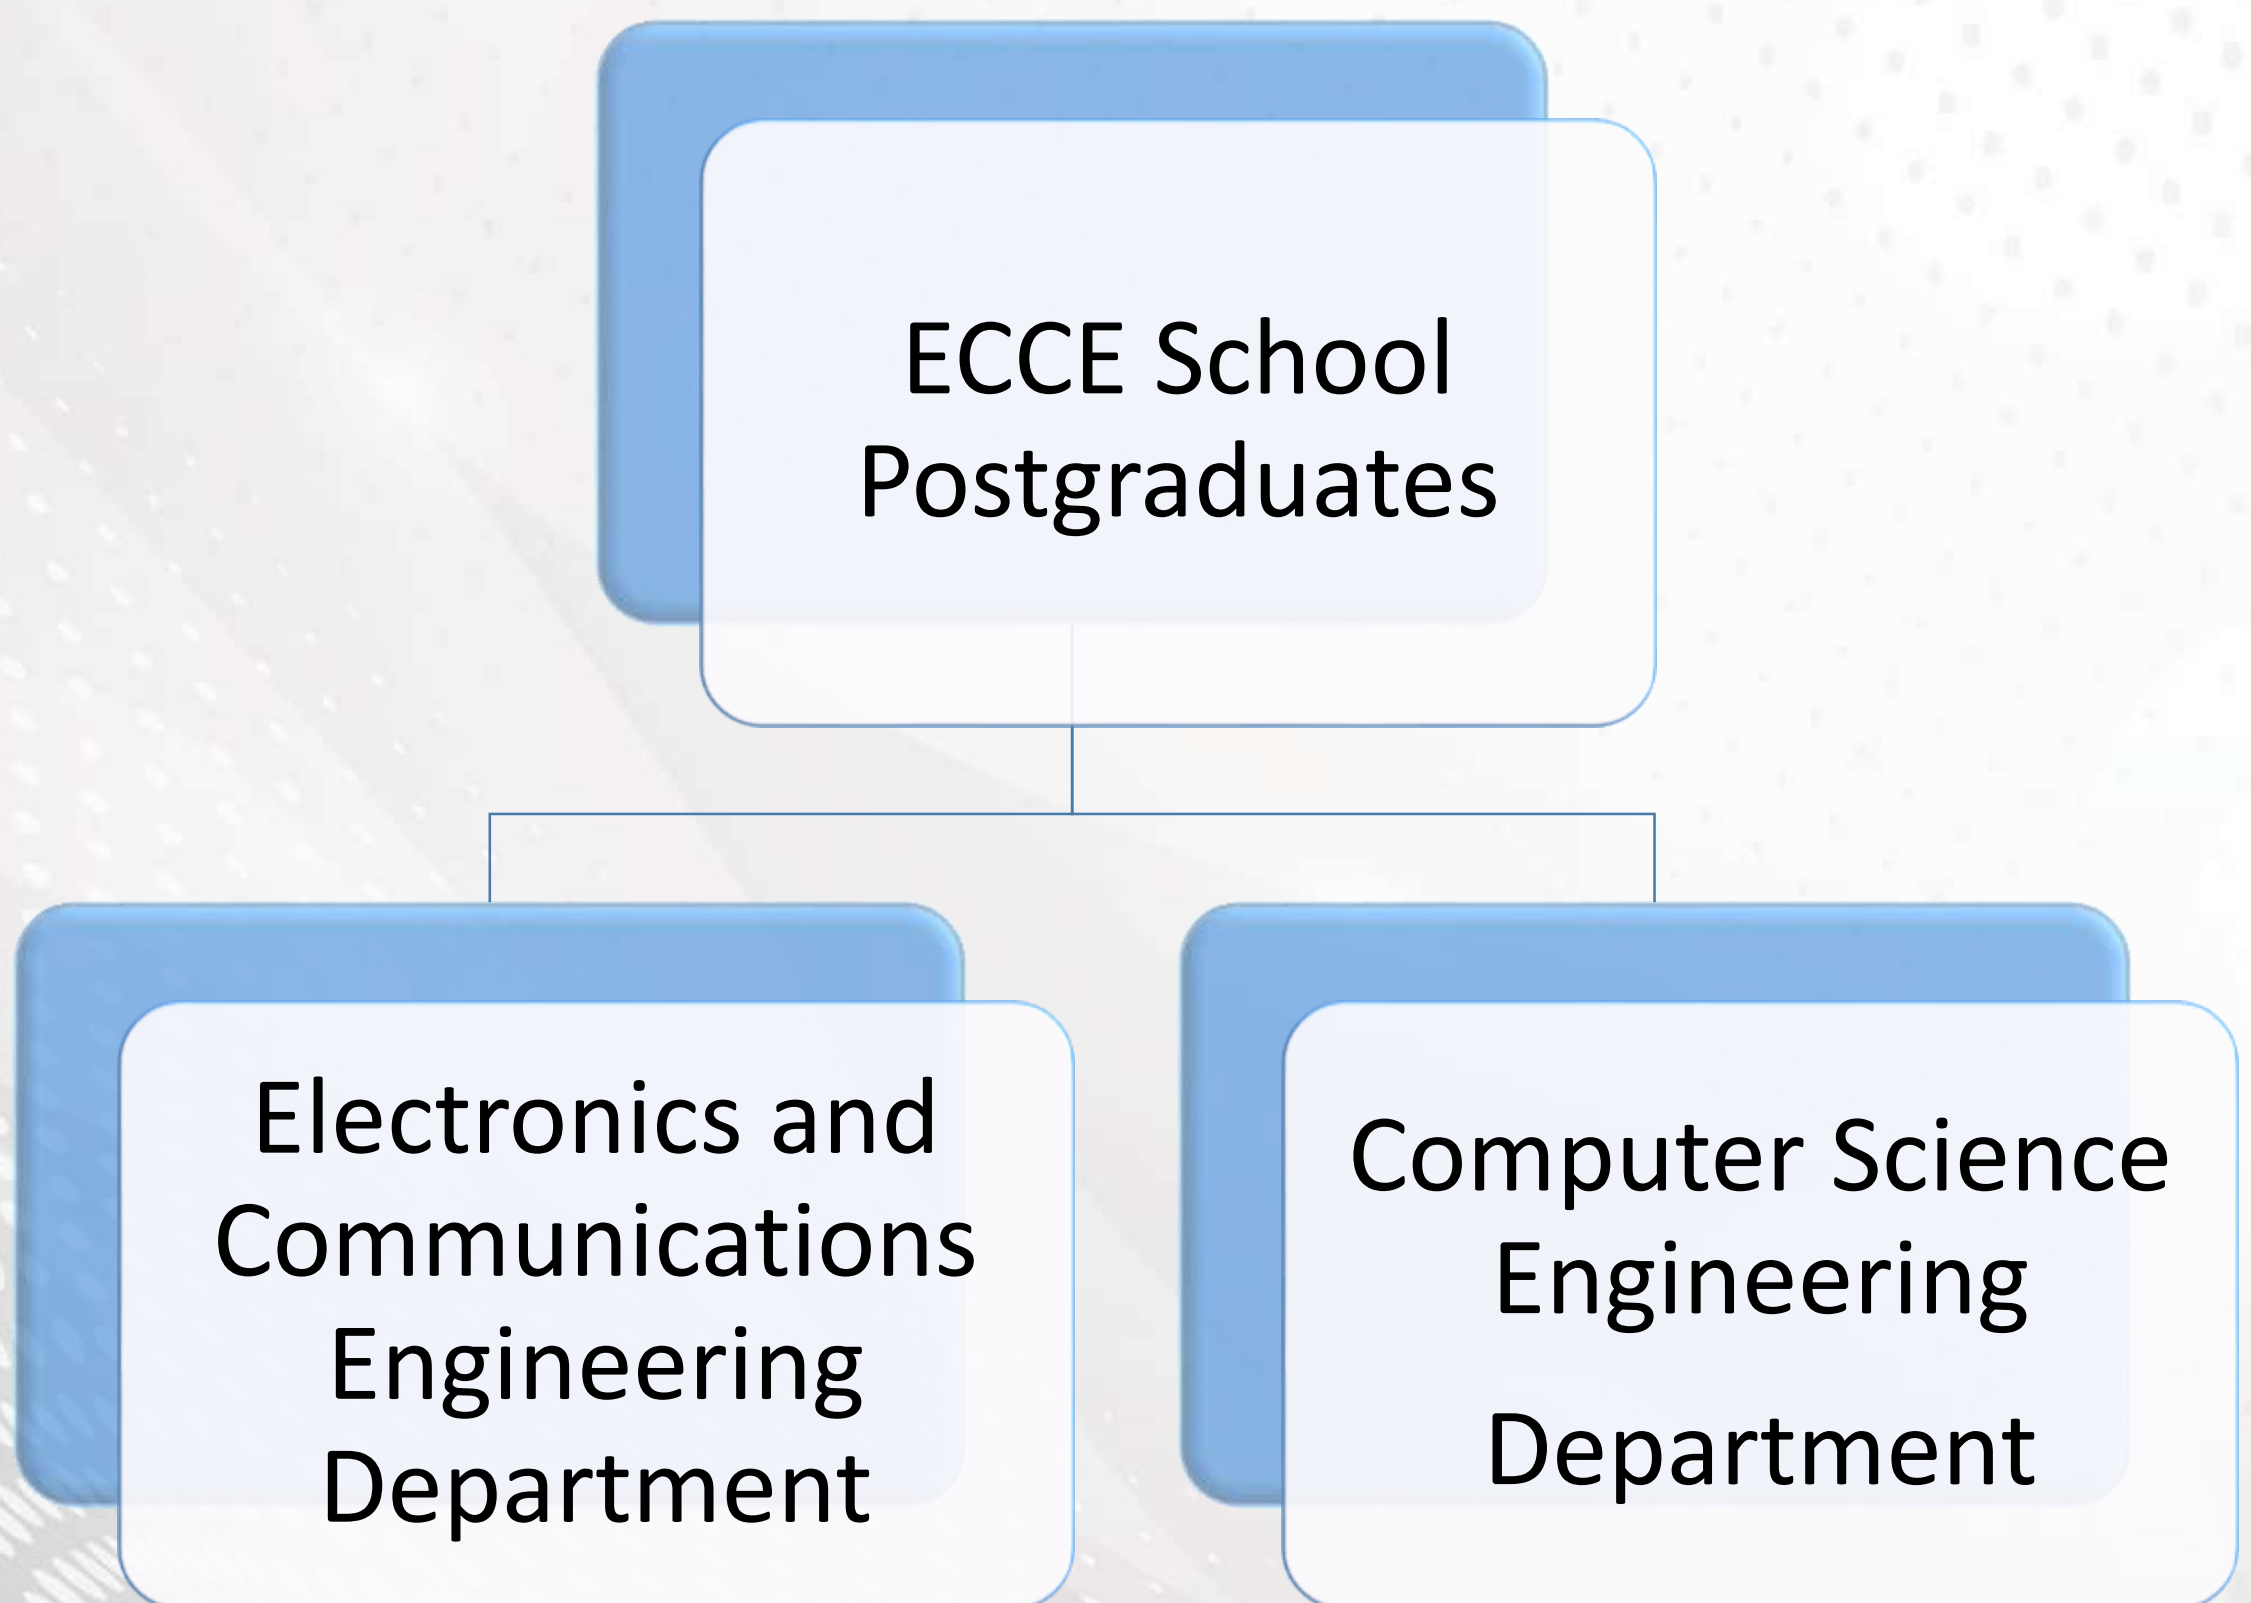 ECCE School
Postgraduates
Electronics and
Communications
Engineering
Department
Computer Science
Engineering
Department